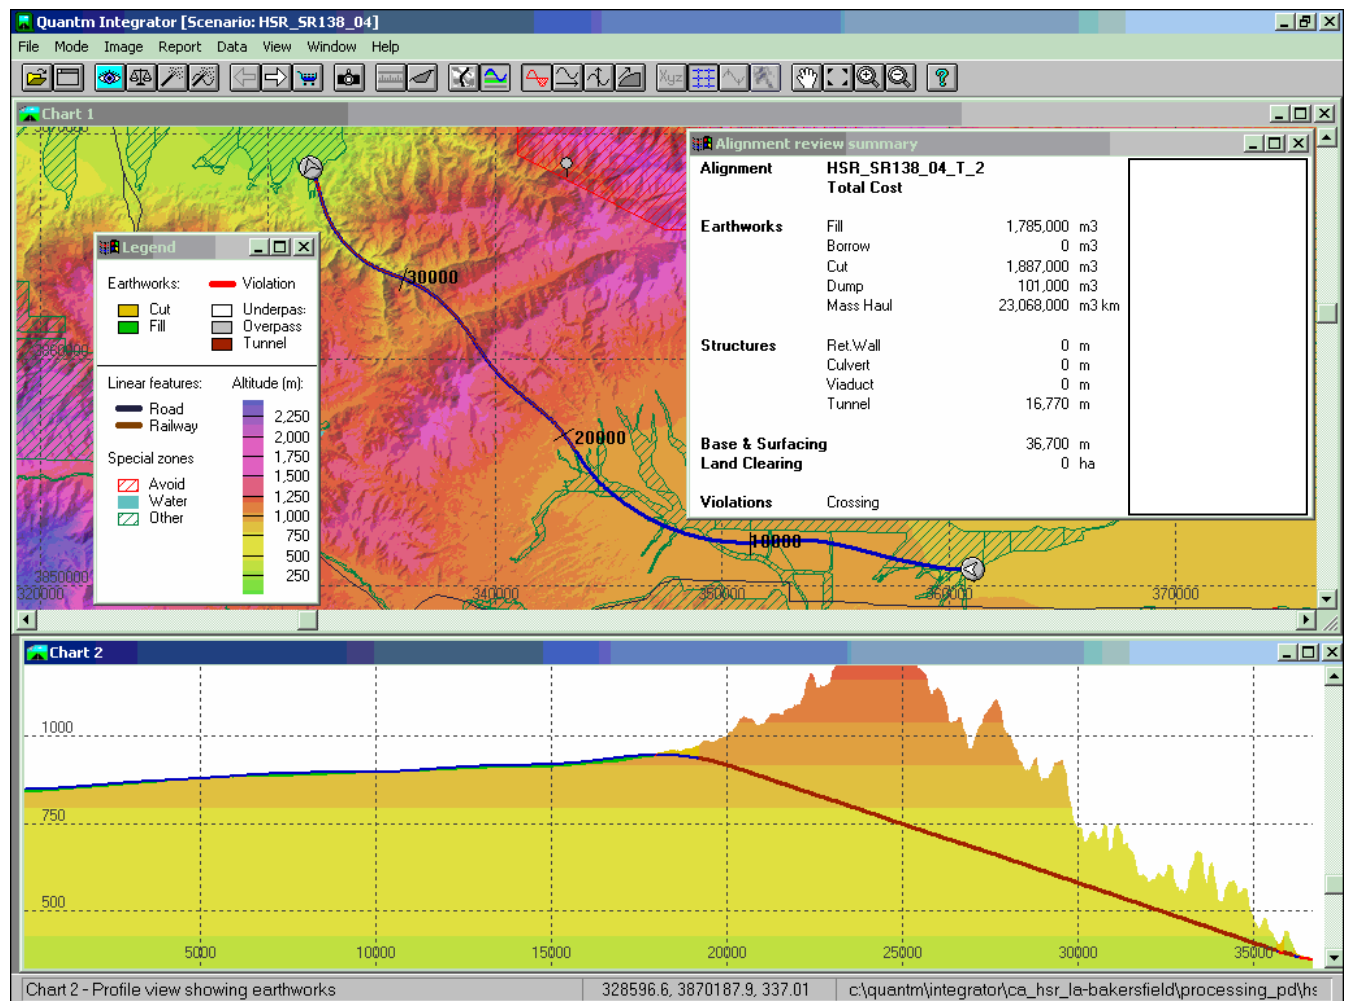 Quantm Integrator [Scenario: HSR_SR138_04]
File Mode Image Report Data View Window Help
Xyz
Chart 1
Alignment review summary
Alignment HSR_SR138_04_T_2
Total Cost
Earthworks Fill 1,785,000 m3
Borrow 0 m3
Cut 1,887,000 m3
Dump 101,000 m3
Mass Haul 23,068,000 m3 km
Structures Ret.Wall 0 m
Culvert 0 m
Viaduct 0 m
Tunnel 16,770 m
Base & Surfacing 36,700 m
Land Clearing 0 ha
Violations Crossing
Legend
Earthworks: Violation
Cut Underpas:
Fill Overpass
Tunnel
Linear features: Altitude (m):
Road
Railway
Special zones
Avoid
Water
Other
2,250
2,000
1,750
1,500
1,250
1,000
750
500
250
30000
20000
10000
3850000
320000 340000 350000 360000 370000
Chart 2
1000
750
500
5000 10000 15000 20000 25000 30000 35000
Chart 2 - Profile view showing earthworks 328596.6, 3870187.9, 337.01 c:\quantm\integrator\ca_hsr_la-bakersfield\processing_pd\hs